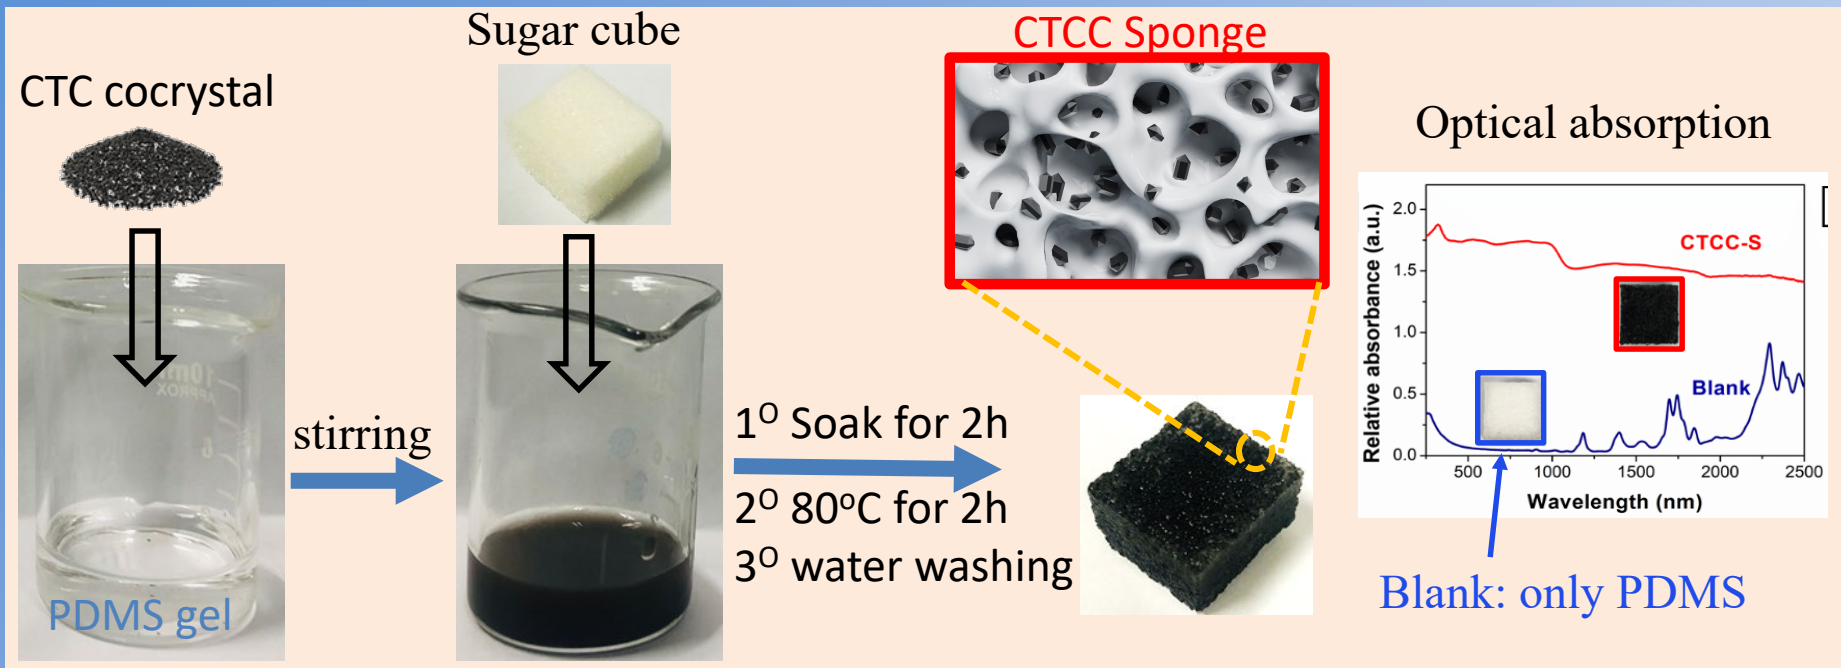 CTC cocrystal
PDMS gel
stirring
Sugar cube
1ᴼ Soak for 2h
2ᴼ 80ᵒC for 2h
3ᴼ water washing
CTCC Sponge
Optical absorption
Relative absorbance (a.u.)
2.0
1.5
1.0
0.5
0.0
CTCC-S
Blank
500 1000 1500 2000 2500
Wavelength (nm)
Blank: only PDMS